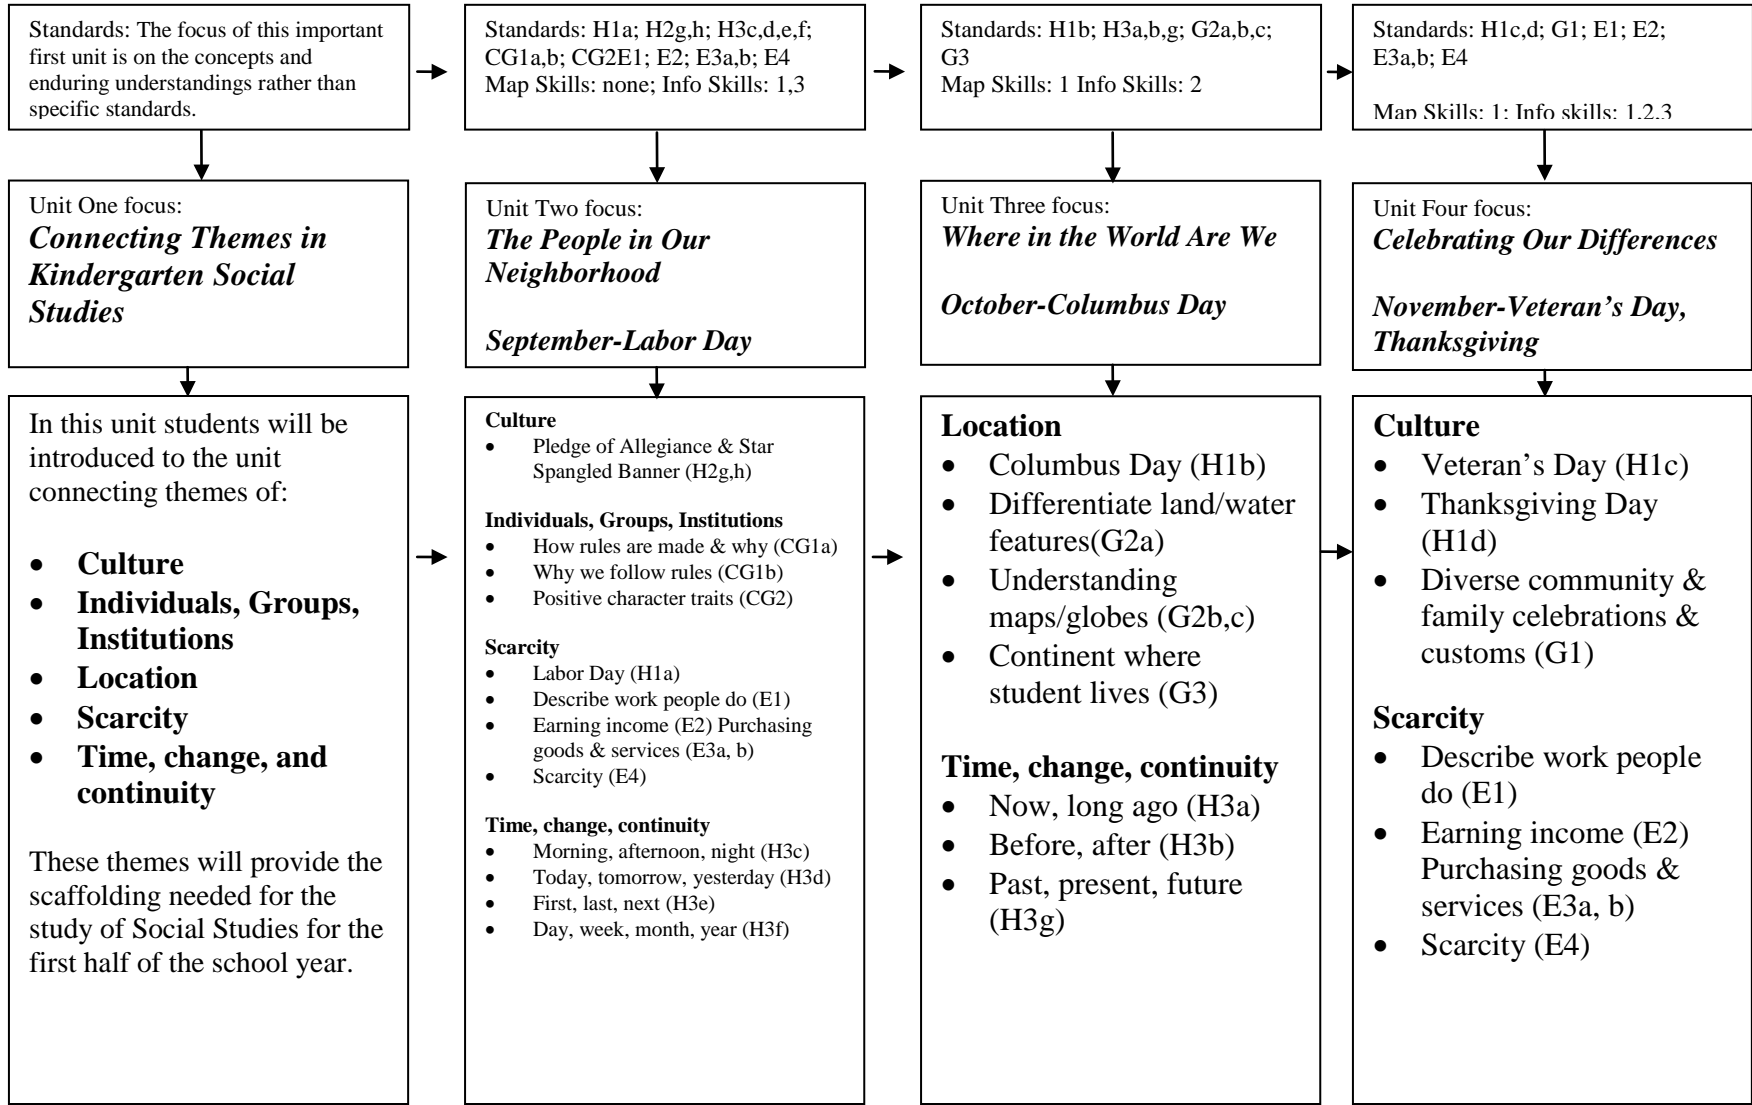 Standards: The focus of this important
first unit is on the concepts and
enduring understandings rather than
specific standards.
Standards: H1a; H2g,h; H3c,d,e,f;
CG1a,b; CG2E1; E2; E3a,b; E4
Map Skills: none; Info Skills: 1,3
Standards: H1b; H3a,b,g; G2a,b,c;
G3
Map Skills: 1 Info Skills: 2
Standards: H1c,d; G1; E1; E2;
E3a,b; E4
Map Skills: 1; Info skills: 1,2,3
Unit One focus:
Connecting Themes in
Kindergarten Social
Studies
Unit Two focus:
The People in Our
Neighborhood
September-Labor Day
Unit Three focus:
Where in the World Are We
October-Columbus Day
Unit Four focus:
Celebrating Our Differences
November-Veteran’s Day,
Thanksgiving
In this unit students will be
introduced to the unit
connecting themes of:
• Culture
• Individuals, Groups,
Institutions
• Location
• Scarcity
• Time, change, and
continuity
These themes will provide the
scaffolding needed for the
study of Social Studies for the
first half of the school year.
Culture
• Pledge of Allegiance & Star
Spangled Banner (H2g,h)
Individuals, Groups, Institutions
• How rules are made & why (CG1a)
• Why we follow rules (CG1b)
• Positive character traits (CG2)
Scarcity
• Labor Day (H1a)
• Describe work people do (E1)
• Earning income (E2) Purchasing
goods & services (E3a, b)
• Scarcity (E4)
Time, change, continuity
• Morning, afternoon, night (H3c)
• Today, tomorrow, yesterday (H3d)
• First, last, next (H3e)
• Day, week, month, year (H3f)
Location
• Columbus Day (H1b)
• Differentiate land/water
features(G2a)
• Understanding
maps/globes (G2b,c)
• Continent where
student lives (G3)
Time, change, continuity
• Now, long ago (H3a)
• Before, after (H3b)
• Past, present, future
(H3g)
Culture
• Veteran’s Day (H1c)
• Thanksgiving Day
(H1d)
• Diverse community &
family celebrations &
customs (G1)
Scarcity
• Describe work people
do (E1)
• Earning income (E2)
Purchasing goods &
services (E3a, b)
• Scarcity (E4)